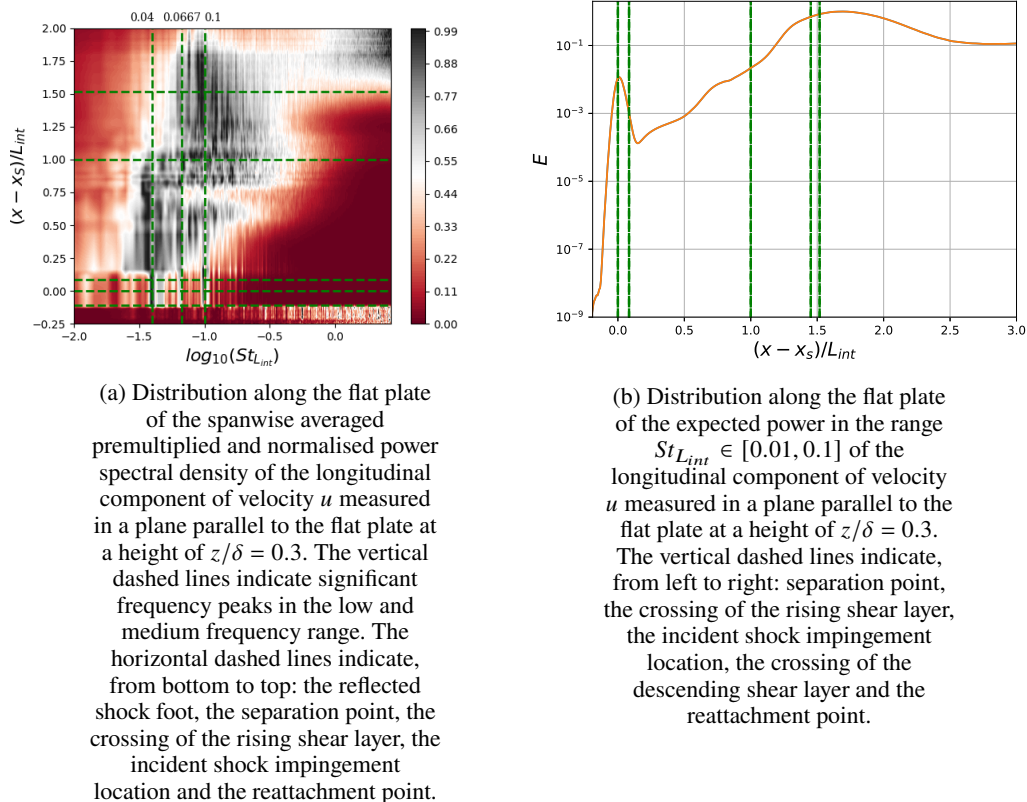 0.04 0.0667 0.1
2.00
1.75
1.50
1.25
1.00
0.75
0.50
0.25
0.00
−0.25
(x − x_S)/L_int
−2.0 −1.5 −1.0 −0.5 0.0
log10(St_{L_int})
0.99
0.88
0.77
0.66
0.55
0.44
0.33
0.22
0.11
0.00
10^{−1}
10^{−3}
10^{−5}
10^{−7}
10^{−9}
E
0.0 0.5 1.0 1.5 2.0 2.5 3.0
(x − x_s)/L_int
(a) Distribution along the flat plate
of the spanwise averaged
premultiplied and normalised power
spectral density of the longitudinal
component of velocity u measured
in a plane parallel to the flat plate at
a height of z/δ = 0.3. The vertical
dashed lines indicate significant
frequency peaks in the low and
medium frequency range. The
horizontal dashed lines indicate,
from bottom to top: the reflected
shock foot, the separation point, the
crossing of the rising shear layer, the
incident shock impingement
location and the reattachment point.
(b) Distribution along the flat plate
of the expected power in the range
St_{L_int} ∈ [0.01, 0.1] of the
longitudinal component of velocity
u measured in a plane parallel to the
flat plate at a height of z/δ = 0.3.
The vertical dashed lines indicate,
from left to right: separation point,
the crossing of the rising shear layer,
the incident shock impingement
location, the crossing of the
descending shear layer and the
reattachment point.